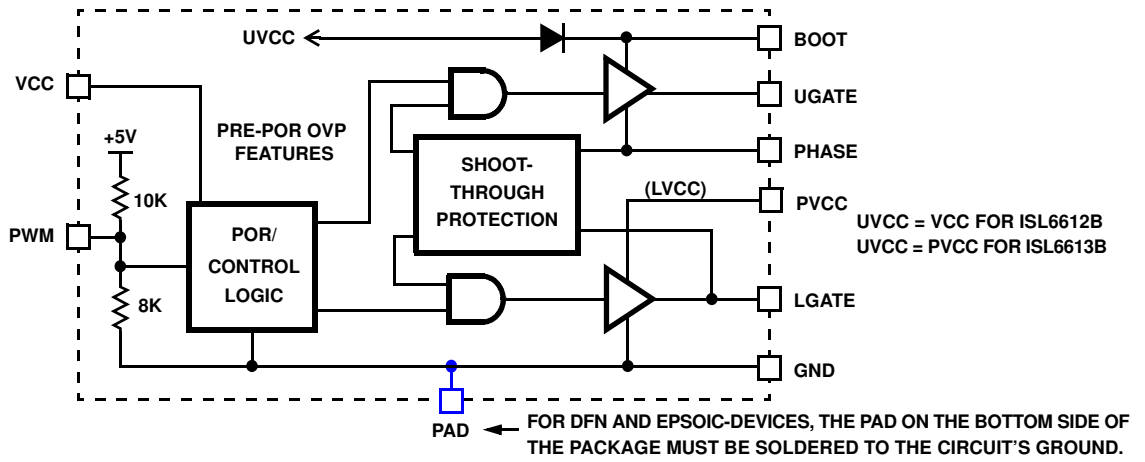 UVCC
BOOT
VCC
UGATE
+5V
PRE-POR OVP
FEATURES
SHOOT-
THROUGH
PROTECTION
PHASE
10K
(LVCC)
PVCC
UVCC = VCC FOR ISL6612B
UVCC = PVCC FOR ISL6613B
PWM
POR/
CONTROL
LOGIC
8K
LGATE
GND
PAD
FOR DFN AND EPSOIC-DEVICES, THE PAD ON THE BOTTOM SIDE OF
THE PACKAGE MUST BE SOLDERED TO THE CIRCUIT'S GROUND.